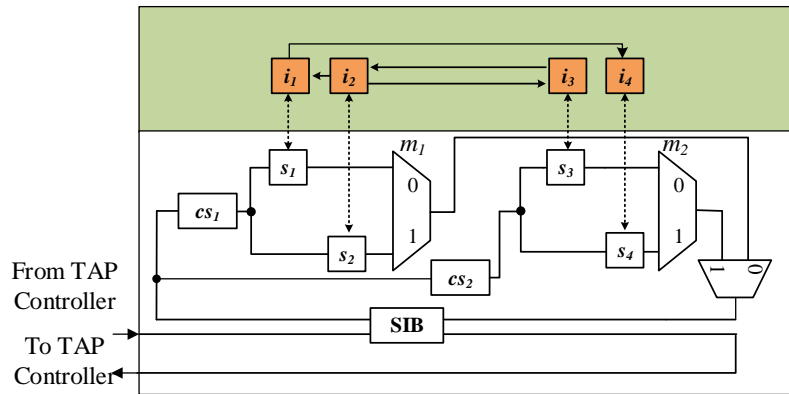 i1 i2 i3 i4
m1 m2
s1 s3
0 0
cs1
1 1
s2 s4
cs2
1 0
From TAP
Controller
SIB
To TAP
Controller